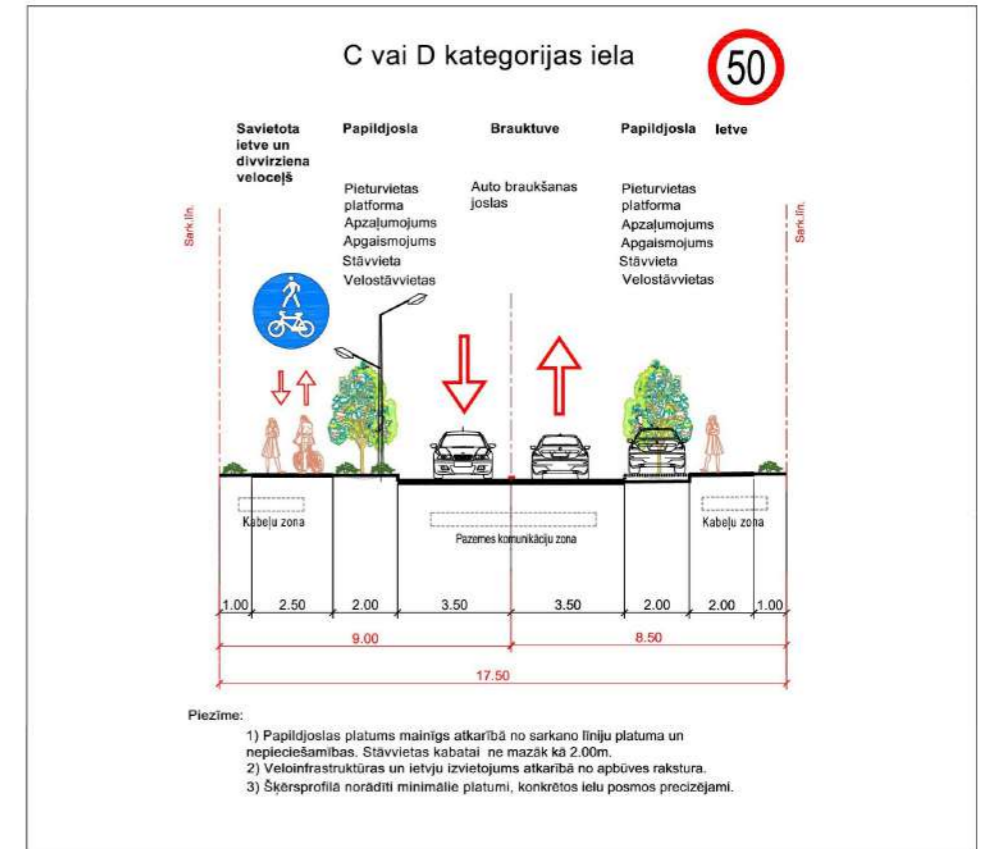 C vai D kategorijas iela
50
Savietota
ietve un
divvirziena
veloceļš
Papildjosla
Brauktuve
Papildjosla
Ietve
Pieturvietas
platforma
Apzaļumojums
Apgaismojums
Stāvvieta
Velostāvvietas
Auto braukšanas
joslas
Pieturvietas
platforma
Apzaļumojums
Apgaismojums
Stāvvieta
Velostāvvietas
Sark.līn.
Sark.līn.
Kabeļu zona
Pazemes komunikāciju zona
Kabeļu zona
1.00 2.50 2.00 3.50 3.50 2.00 2.00 1.00
9.00 8.50
17.50
Piezīme:
1) Papildjoslas platums mainīgs atkarībā no sarkano līniju platuma un
nepieciešamības. Stāvvietas kabatai ne mazāk kā 2.00m.
2) Veloinfrastruktūras un ietvju izvietojums atkarībā no apbūves rakstura.
3) Šķērsprofilā norādīti minimālie platumi, konkrētos ielu posmos precizējami.